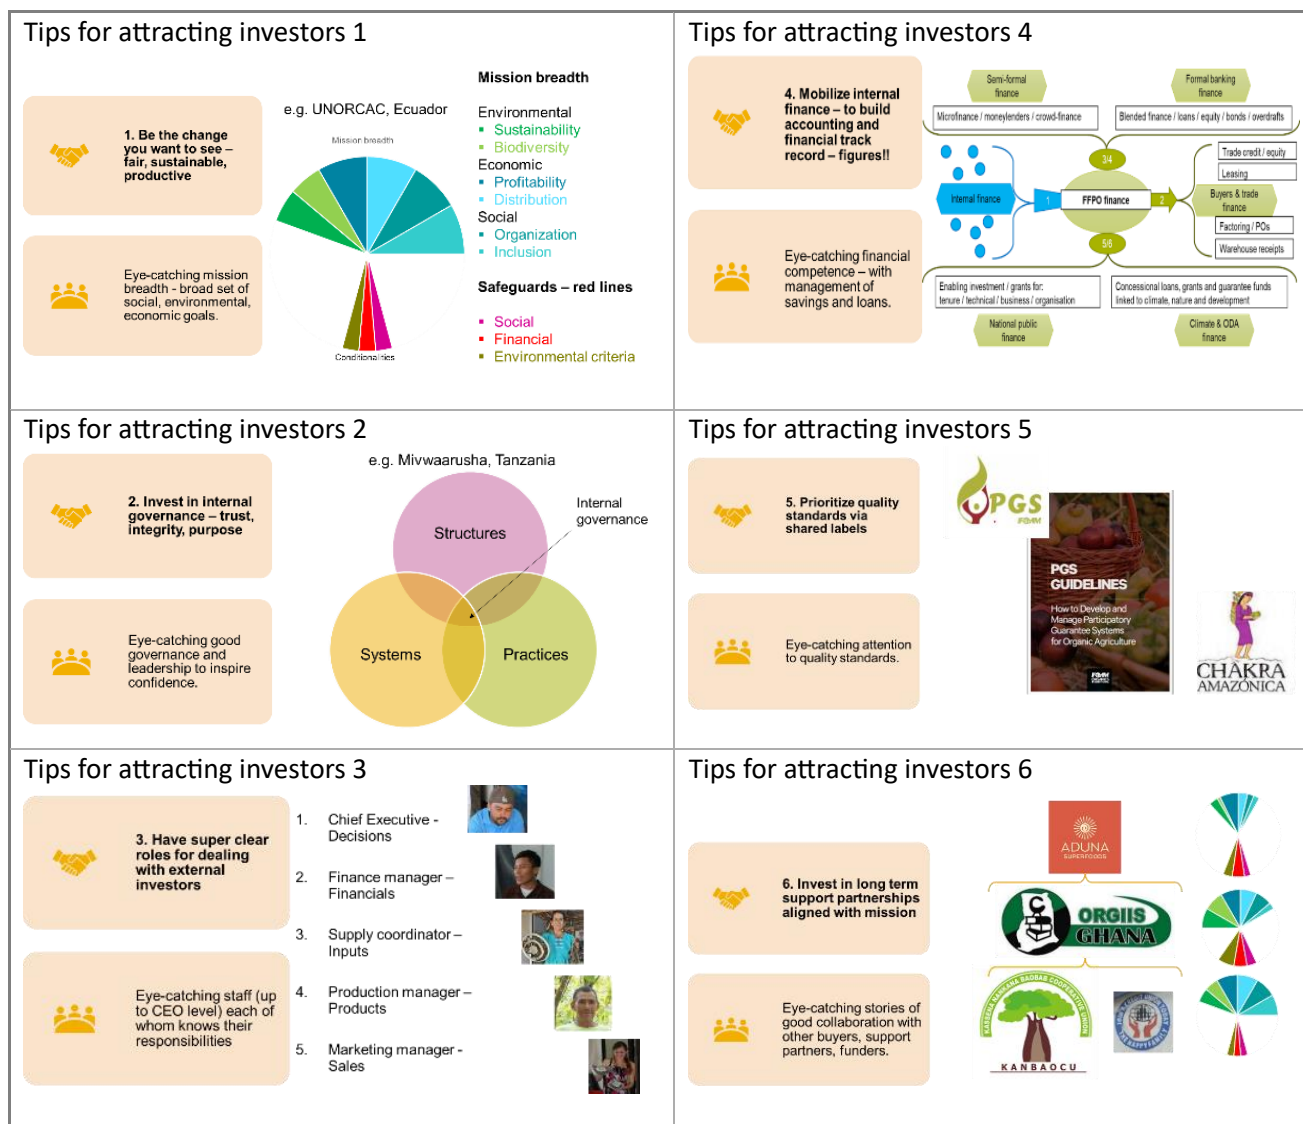 Tips for attracting investors 1
1. Be the change
you want to see –
fair, sustainable,
productive
Eye-catching mission
breadth - broad set of
social, environmental,
economic goals.
e.g. UNORCAC, Ecuador
Mission breadth
Conditionalities
Mission breadth
Environmental
▪ Sustainability
▪ Biodiversity
Economic
▪ Profitability
▪ Distribution
Social
▪ Organization
▪ Inclusion
Safeguards – red lines
▪ Social
▪ Financial
▪ Environmental criteria
Tips for attracting investors 4
4. Mobilize internal
finance – to build
accounting and
financial track
record – figures!!
Eye-catching financial
competence – with
management of
savings and loans.
Semi-formal
finance
Formal banking
finance
Microfinance / moneylenders / crowd-finance
Blended finance / loans / equity / bonds / overdrafts
3/4
Trade credit / equity
Leasing
Internal finance
1
FFPO finance
2
Buyers & trade
finance
Factoring / POs
Warehouse receipts
5/6
Enabling investment / grants for:
tenure / technical / business / organisation
Concessional loans, grants and guarantee funds
linked to climate, nature and development
National public
finance
Climate & ODA
finance
Tips for attracting investors 2
2. Invest in internal
governance – trust,
integrity, purpose
Eye-catching good
governance and
leadership to inspire
confidence.
e.g. Mivwaarusha, Tanzania
Internal
governance
Structures
Systems
Practices
Tips for attracting investors 5
5. Prioritize quality
standards via
shared labels
Eye-catching attention
to quality standards.
PGS
IFOAM
PGS
GUIDELINES
How to Develop and
Manage Participatory
Guarantee Systems
for Organic Agriculture
IFOAM
CHAKRA
AMAZÓNICA
Tips for attracting investors 3
3. Have super clear
roles for dealing
with external
investors
Eye-catching staff (up
to CEO level) each of
whom knows their
responsibilities
1. Chief Executive -
Decisions
2. Finance manager –
Financials
3. Supply coordinator –
Inputs
4. Production manager –
Products
5. Marketing manager -
Sales
Tips for attracting investors 6
6. Invest in long term
support partnerships
aligned with mission
Eye-catching stories of
good collaboration with
other buyers, support
partners, funders.
ADUNA
SUPERFOODS
ORGIIS
GHANA
KASSENA NANKANA BAOBAB COOPERATIVE UNION
KANBAOCU